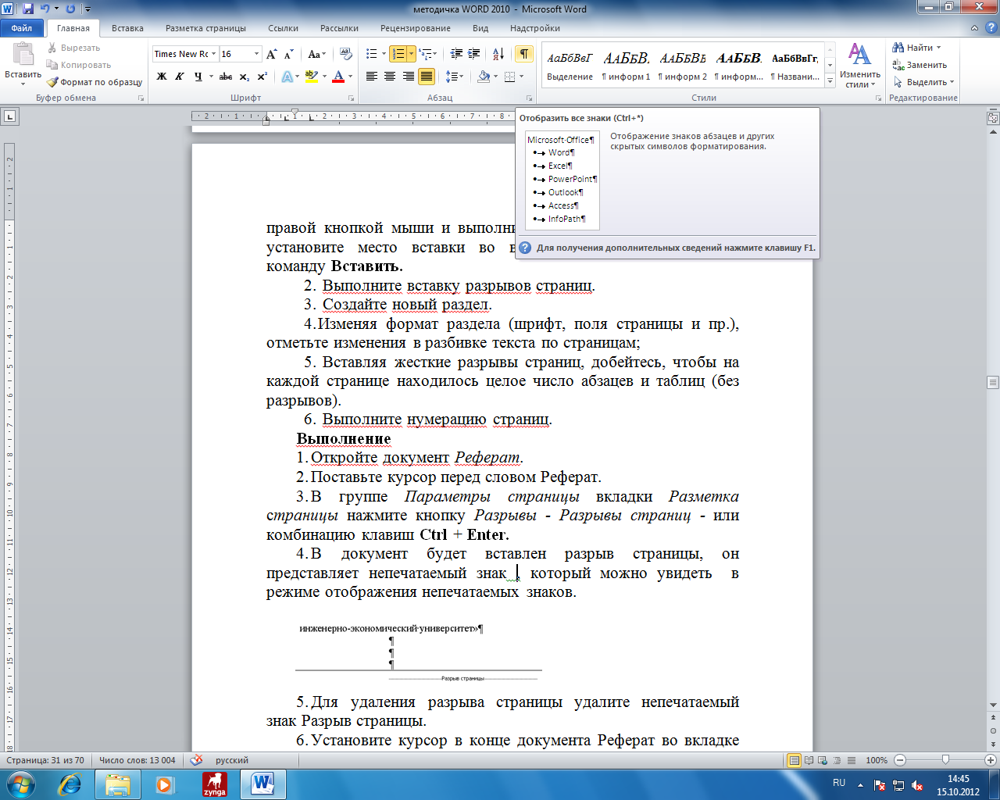 методичка WORD 2010 - Microsoft Word
Файл Главная Вставка Разметка страницы Ссылки Рассылки Рецензирование Вид Надстройки
Вставить
Вырезать
Копировать
Формат по образцу
Буфер обмена
Times New Ro 16
Ж К Ч abc x₂ x²
Шрифт
Абзац
АаБбВвГ АаБбВ. АаБбВв АаБбВ. АаБбВвГг,
Выделение ¶ информ 1 ¶ информ 2 ¶ информ... ¶ Названи...
Стили
Изменить стили
Найти
Заменить
Выделить
Редактирование
Отобразить все знаки (Ctrl+*)
Microsoft·Office¶
Word¶
Excel¶
PowerPoint¶
Outlook¶
Access¶
InfoPath¶
Отображение знаков абзацев и других
скрытых символов форматирования.
Для получения дополнительных сведений нажмите клавишу F1.
правой кнопкой мыши и выполни
установите место вставки во в
команду Вставить.
2. Выполните вставку разрывов страниц.
3. Создайте новый раздел.
4.Изменяя формат раздела (шрифт, поля страницы и пр.),
отметьте изменения в разбивке текста по страницам;
5. Вставляя жесткие разрывы страниц, добейтесь, чтобы на
каждой странице находилось целое число абзацев и таблиц (без
разрывов).
6. Выполните нумерацию страниц.
Выполнение
1.Откройте документ Реферат.
2.Поставьте курсор перед словом Реферат.
3.В группе Параметры страницы вкладки Разметка
страницы нажмите кнопку Разрывы - Разрывы страниц - или
комбинацию клавиш Ctrl + Enter.
4.В документ будет вставлен разрыв страницы, он
представляет непечатаемый знак , который можно увидеть в
режиме отображения непечатаемых знаков.
инженерно-экономический·университет»¶
¶
¶
¶
Разрыв страницы
5.Для удаления разрыва страницы удалите непечатаемый
знак Разрыв страницы.
6.Установите курсор в конце документа Реферат во вкладке
Страница: 31 из 70 Число слов: 13 004 русский 100%
zynga
RU
14:45
15.10.2012